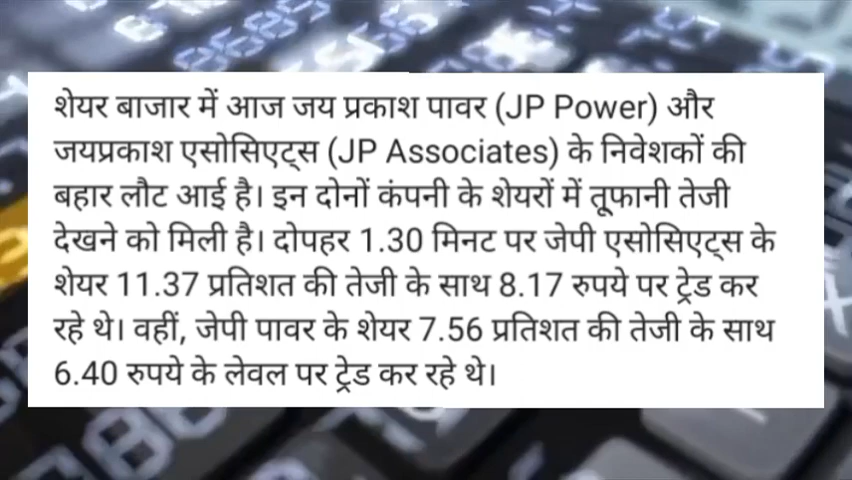 शेयर बाजार में आज जय प्रकाश पावर (JP Power) और
जयप्रकाश एसोसिएट्स (JP Associates) के निवेशकों की
बहार लौट आई है। इन दोनों कंपनी के शेयरों में तूफानी तेजी
देखने को मिली है। दोपहर 1.30 मिनट पर जेपी एसोसिएट्स के
शेयर 11.37 प्रतिशत की तेजी के साथ 8.17 रुपये पर ट्रेड कर
रहे थे। वहीं, जेपी पावर के शेयर 7.56 प्रतिशत की तेजी के साथ
6.40 रुपये के लेवल पर ट्रेड कर रहे थे।